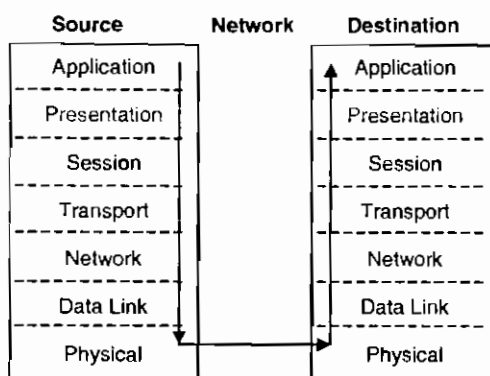 Source Network Destination
Application Application
Presentation Presentation
Session Session
Transport Transport
Network Network
Data Link Data Link
Physical Physical